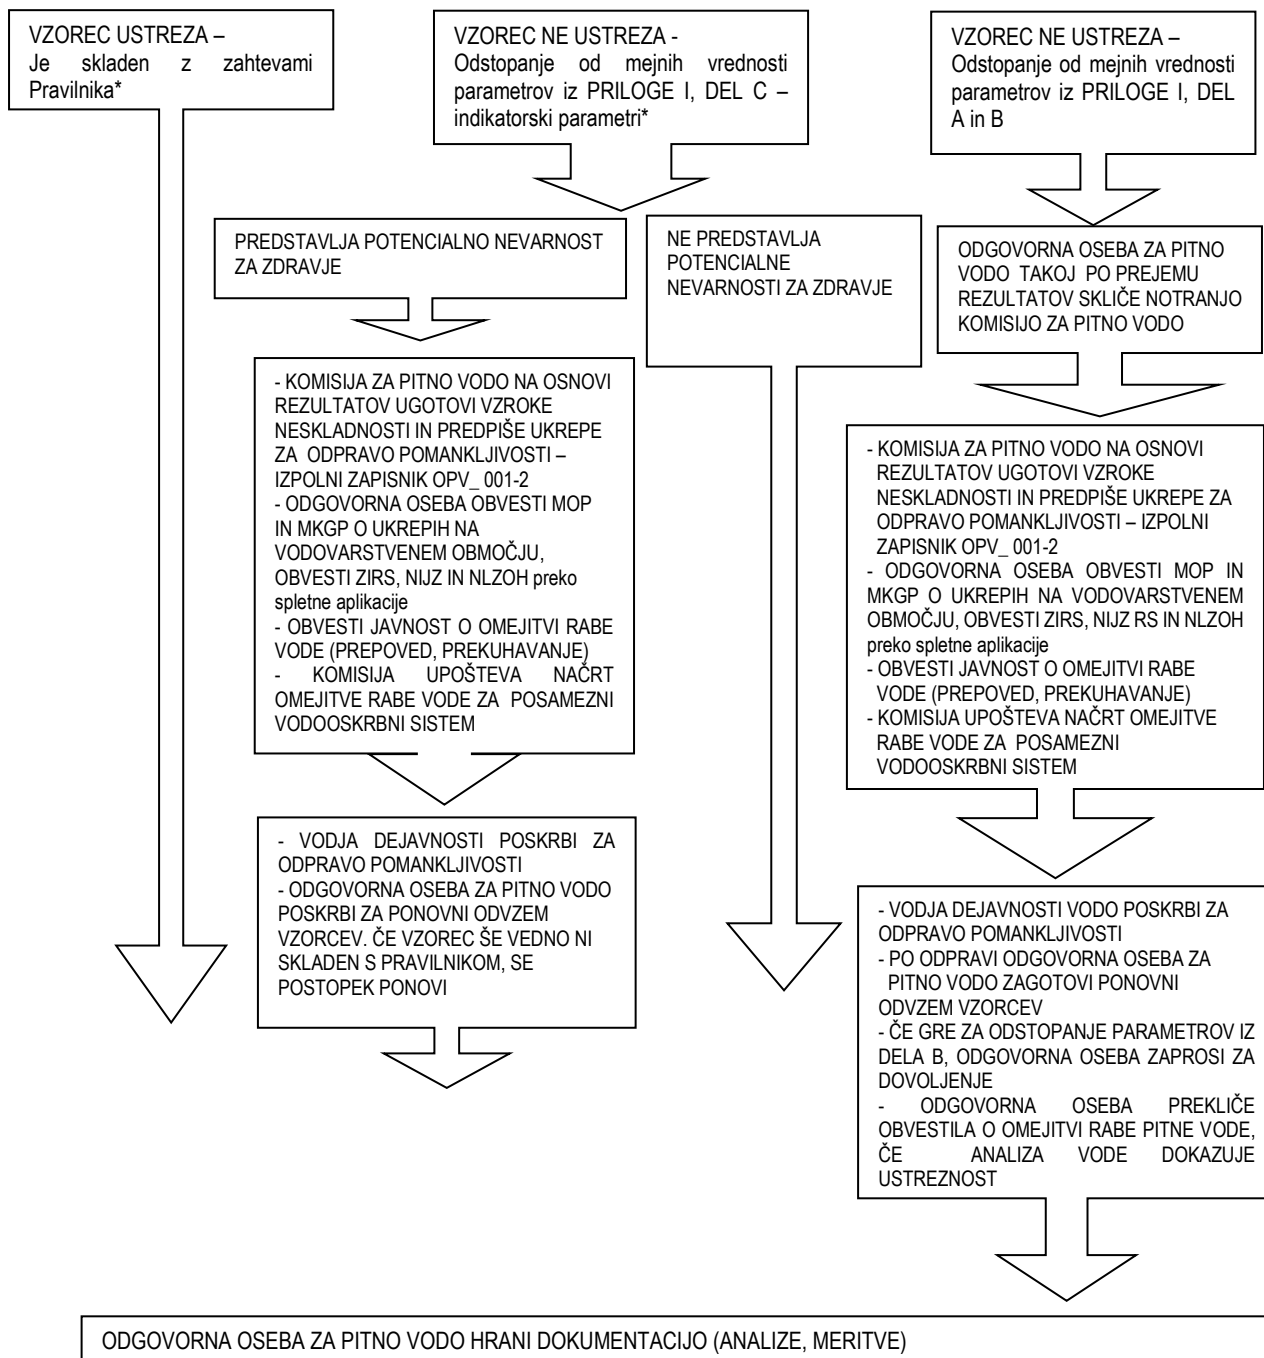 VZOREC USTREZA –
Je skladen z zahtevami
Pravilnika*
VZOREC NE USTREZA -
Odstopanje od mejnih vrednosti
parametrov iz PRILOGE I, DEL C –
indikatorski parametri*
VZOREC NE USTREZA –
Odstopanje od mejnih vrednosti
parametrov iz PRILOGE I, DEL
A in B
PREDSTAVLJA POTENCIALNO NEVARNOST
ZA ZDRAVJE
NE PREDSTAVLJA
POTENCIALNE
NEVARNOSTI ZA ZDRAVJE
ODGOVORNA OSEBA ZA PITNO
VODO TAKOJ PO PREJEMU
REZULTATOV SKLIČE NOTRANJO
KOMISIJO ZA PITNO VODO
- KOMISIJA ZA PITNO VODO NA OSNOVI
REZULTATOV UGOTOVI VZROKE
NESKLADNOSTI IN PREDPIŠE UKREPE
ZA ODPRAVO POMANKLJIVOSTI –
IZPOLNI ZAPISNIK OPV_ 001-2
- ODGOVORNA OSEBA OBVESTI MOP
IN MKGP O UKREPIH NA
VODOVARSTVENEM OBMOČJU,
OBVESTI ZIRS, NIJZ IN NLZOH preko
spletne aplikacije
- OBVESTI JAVNOST O OMEJITVI RABE
VODE (PREPOVED, PREKUHAVANJE)
- KOMISIJA UPOŠTEVA NAČRT
OMEJITVE RABE VODE ZA POSAMEZNI
VODOOSKRBNI SISTEM
- KOMISIJA ZA PITNO VODO NA OSNOVI
REZULTATOV UGOTOVI VZROKE
NESKLADNOSTI IN PREDPIŠE UKREPE ZA
ODPRAVO POMANKLJIVOSTI – IZPOLNI
ZAPISNIK OPV_ 001-2
- ODGOVORNA OSEBA OBVESTI MOP IN
MKGP O UKREPIH NA VODOVARSTVENEM
OBMOČJU, OBVESTI ZIRS, NIJZ RS IN NLZOH
preko spletne aplikacije
- OBVESTI JAVNOST O OMEJITVI RABE
VODE (PREPOVED, PREKUHAVANJE)
- KOMISIJA UPOŠTEVA NAČRT OMEJITVE
RABE VODE ZA POSAMEZNI
VODOOSKRBNI SISTEM
- VODJA DEJAVNOSTI POSKRBI ZA
ODPRAVO POMANKLJIVOSTI
- ODGOVORNA OSEBA ZA PITNO VODO
POSKRBI ZA PONOVNI ODVZEM
VZORCEV. ČE VZOREC ŠE VEDNO NI
SKLADEN S PRAVILNIKOM, SE
POSTOPEK PONOVI
- VODJA DEJAVNOSTI VODO POSKRBI ZA
ODPRAVO POMANKLJIVOSTI
- PO ODPRAVI ODGOVORNA OSEBA ZA
PITNO VODO ZAGOTOVI PONOVNI
ODVZEM VZORCEV
- ČE GRE ZA ODSTOPANJE PARAMETROV IZ
DELA B, ODGOVORNA OSEBA ZAPROSI ZA
DOVOLJENJE
- ODGOVORNA OSEBA PREKLIČE
OBVESTILA O OMEJITVI RABE PITNE VODE,
ČE ANALIZA VODE DOKAZUJE
USTREZNOST
ODGOVORNA OSEBA ZA PITNO VODO HRANI DOKUMENTACIJO (ANALIZE, MERITVE)